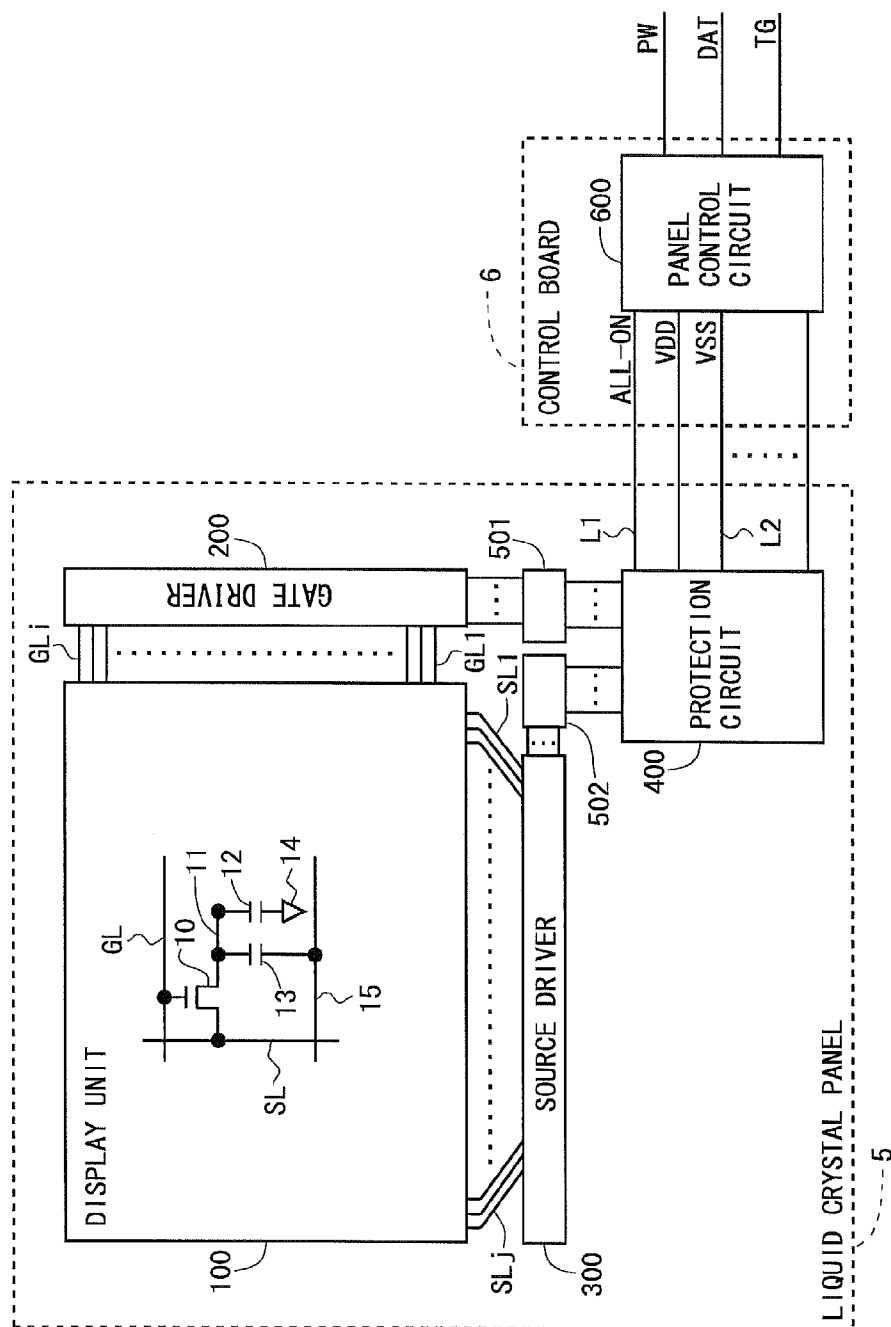 DISPLAY UNIT
100
GL
10
11
12
14
13
15
SL
GLi
GL1
200
GATE DRIVER
SLj
SL1
300
SOURCE DRIVER
501
502
400
PROTECTION
CIRCUIT
L1
L2
LIQUID CRYSTAL PANEL
5
6
CONTROL BOARD
ALL-ON
VDD
VSS
600
PANEL
CONTROL
CIRCUIT
PW
DAT
TG